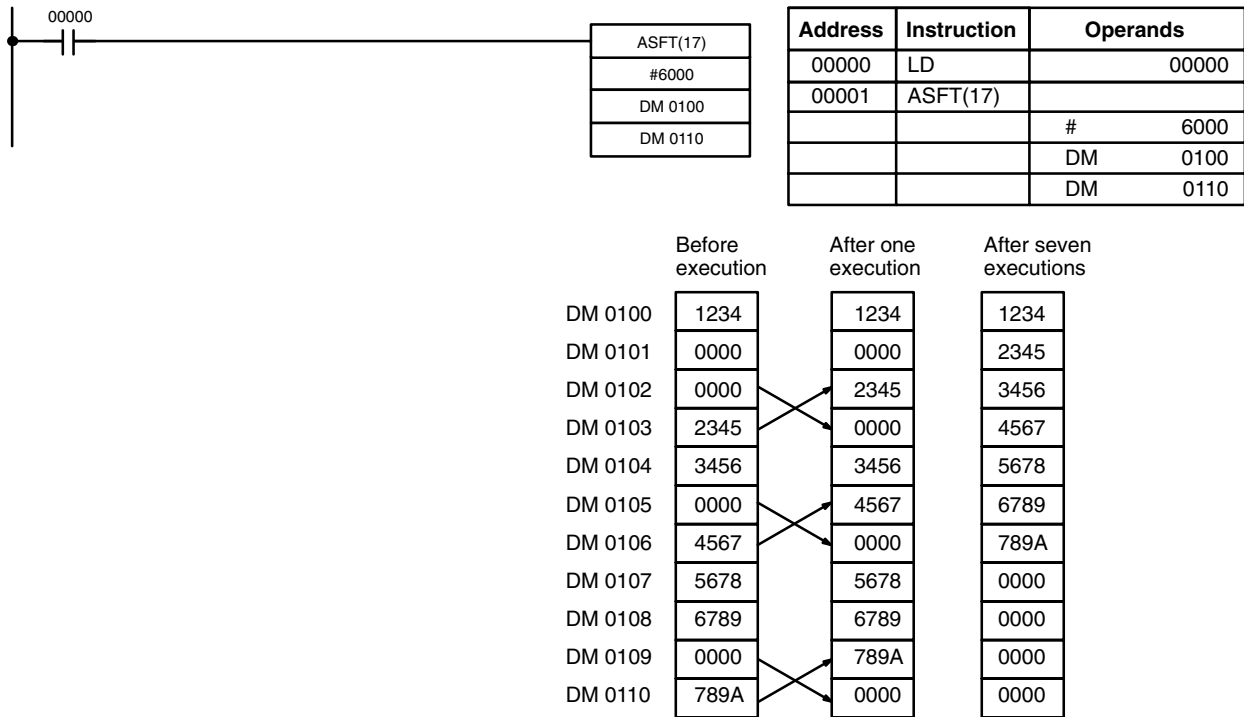 00000
ASFT(17)
#6000
DM 0100
DM 0110
Address Instruction Operands
00000 LD 00000
00001 ASFT(17)
# 6000
DM 0100
DM 0110
Before execution After one execution After seven executions
DM 0100 1234 1234 1234
DM 0101 0000 0000 2345
DM 0102 0000 2345 3456
DM 0103 2345 0000 4567
DM 0104 3456 3456 5678
DM 0105 0000 4567 6789
DM 0106 4567 0000 789A
DM 0107 5678 5678 0000
DM 0108 6789 6789 0000
DM 0109 0000 789A 0000
DM 0110 789A 0000 0000